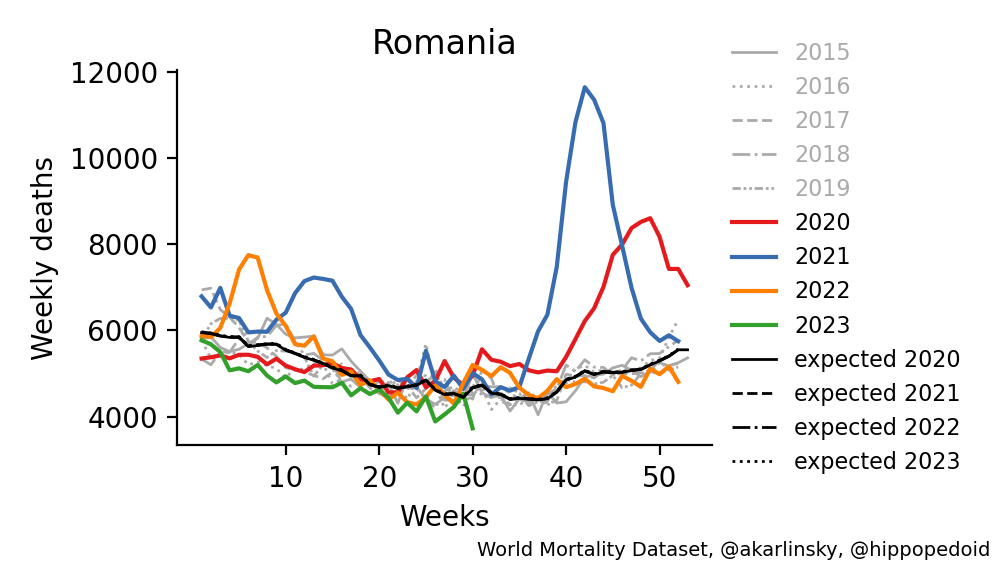 Romania
Weekly deaths
12000
10000
8000
6000
4000
10 20 30 40 50
Weeks
2015
2016
2017
2018
2019
2020
2021
2022
2023
expected 2020
expected 2021
expected 2022
expected 2023
World Mortality Dataset, @akarlinsky, @hippopedoid